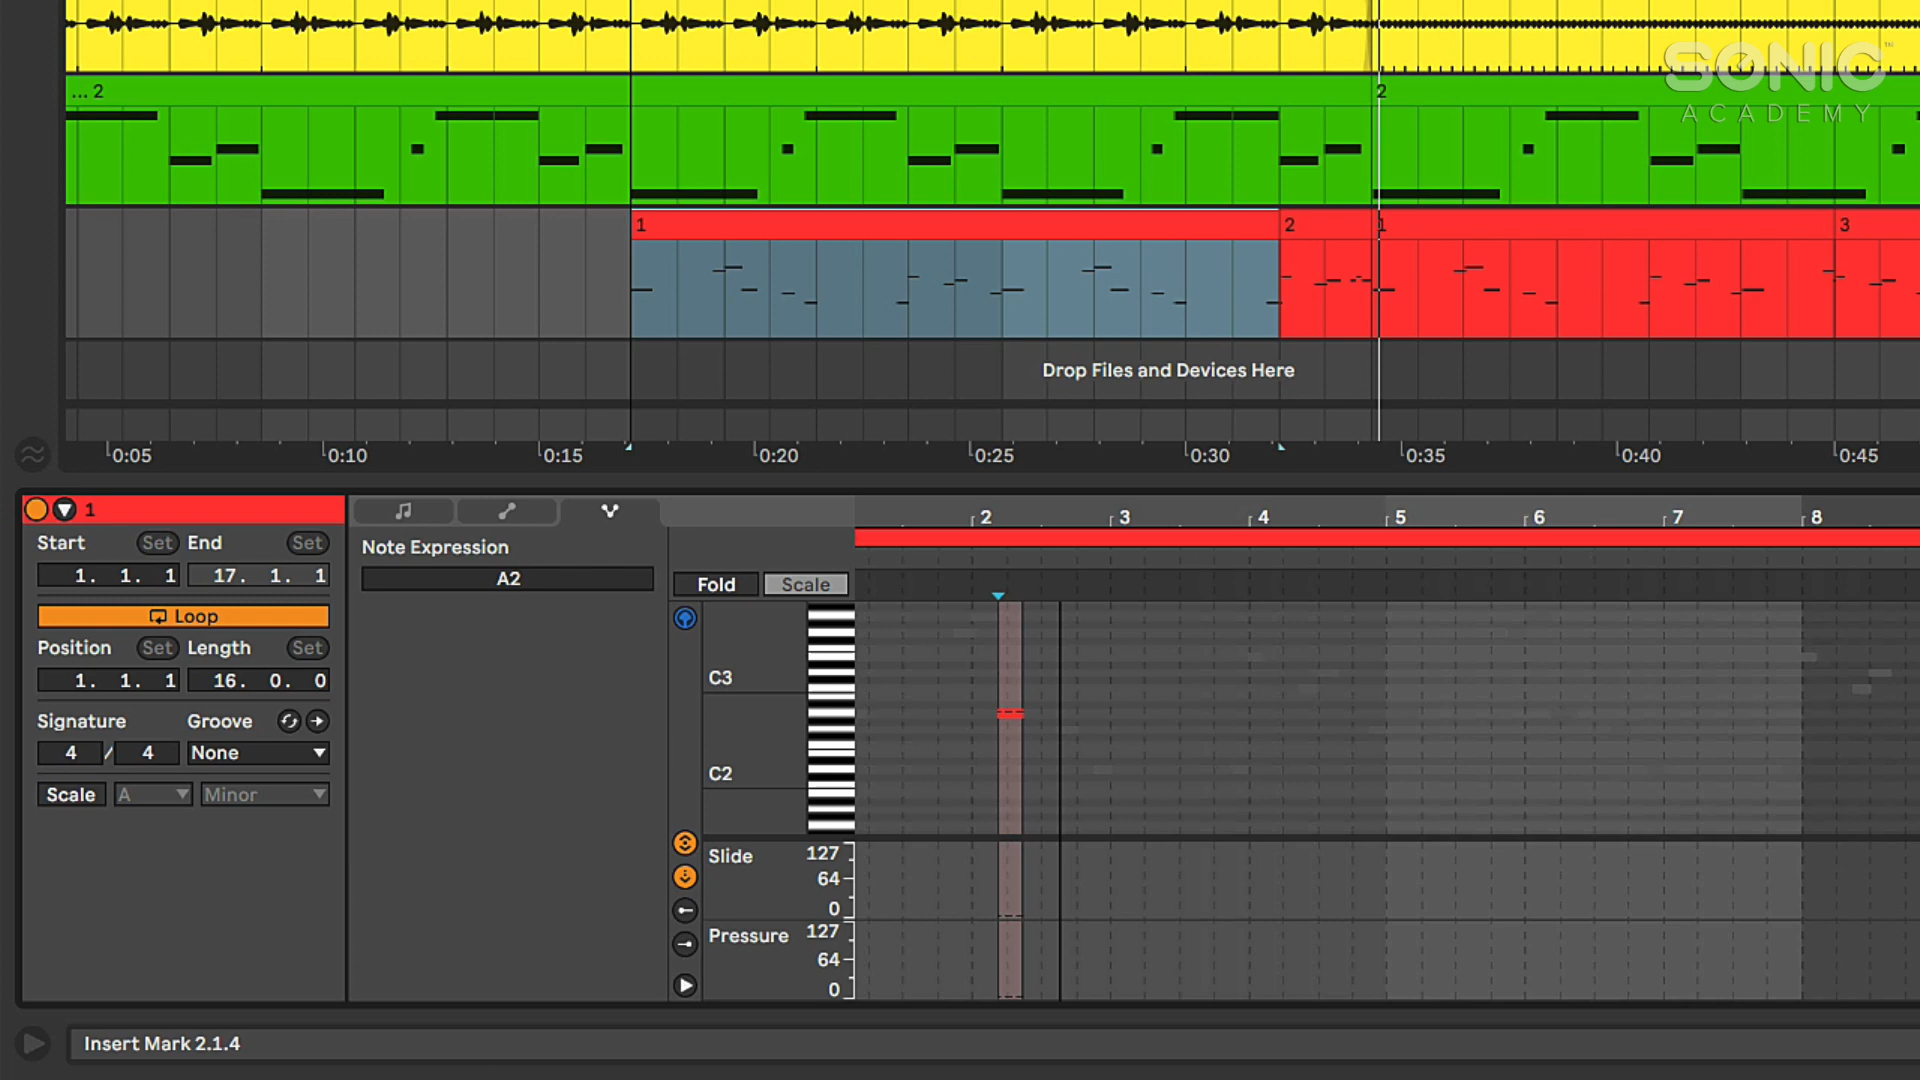 SONIC™
ACADEMY
... 2
2
1
2
1
3
Drop Files and Devices Here
0:05
0:10
0:15
0:20
0:25
0:30
0:35
0:40
0:45
1
Start Set End Set
1. 1. 1 17. 1. 1
Loop
Position Set Length Set
1. 1. 1 16. 0. 0
Signature Groove
4 / 4 None
Scale A Minor
Note Expression
A2
2 3 4 5 6 7 8
Fold Scale
C3
C2
Slide 127
64
0
Pressure 127
64
0
Insert Mark 2.1.4